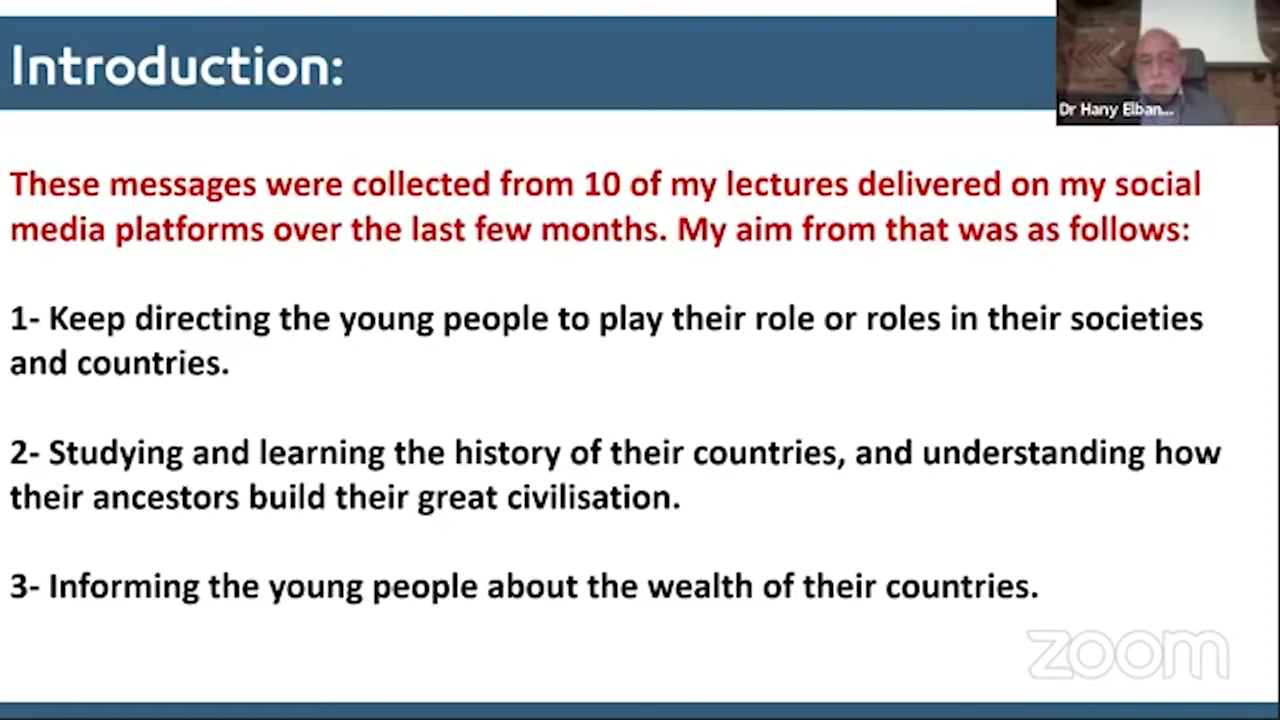 Introduction:
Dr Hany Elban...
These messages were collected from 10 of my lectures delivered on my social
media platforms over the last few months. My aim from that was as follows:
1- Keep directing the young people to play their role or roles in their societies
and countries.
2- Studying and learning the history of their countries, and understanding how
their ancestors build their great civilisation.
3- Informing the young people about the wealth of their countries.
zoom